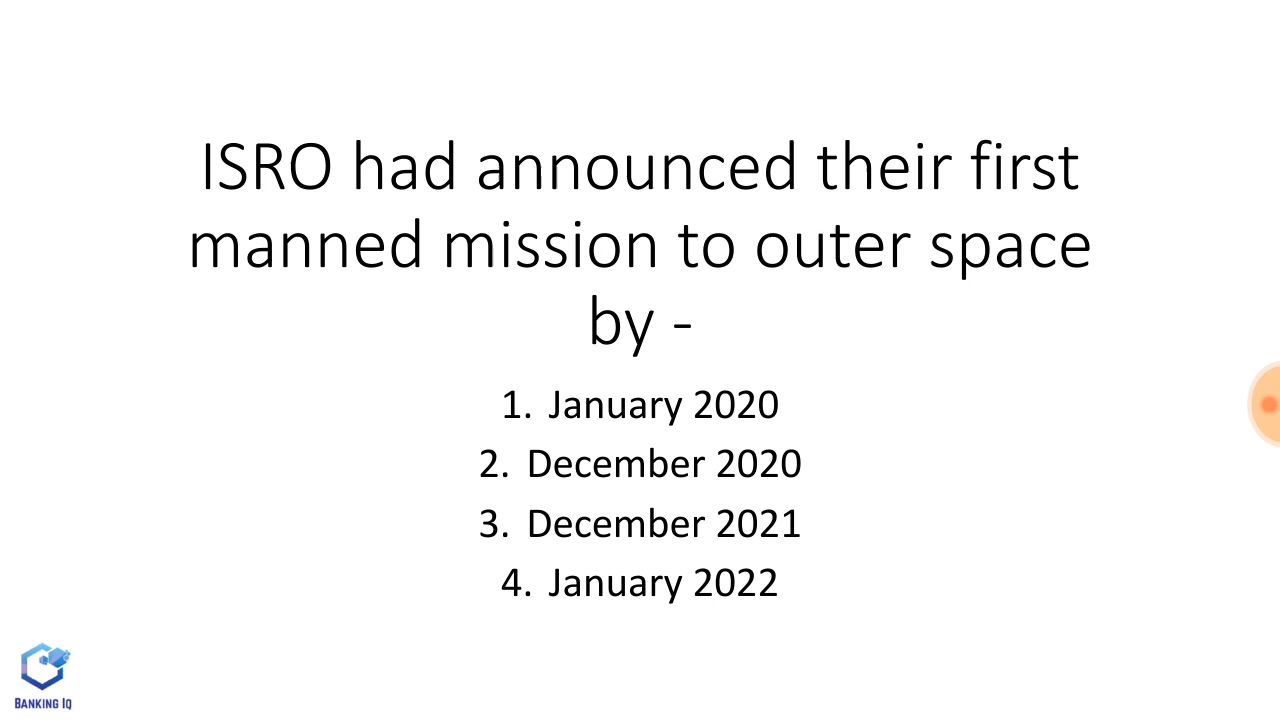 ISRO had announced their first
manned mission to outer space
by -
1. January 2020
2. December 2020
3. December 2021
4. January 2022
BANKING IQ